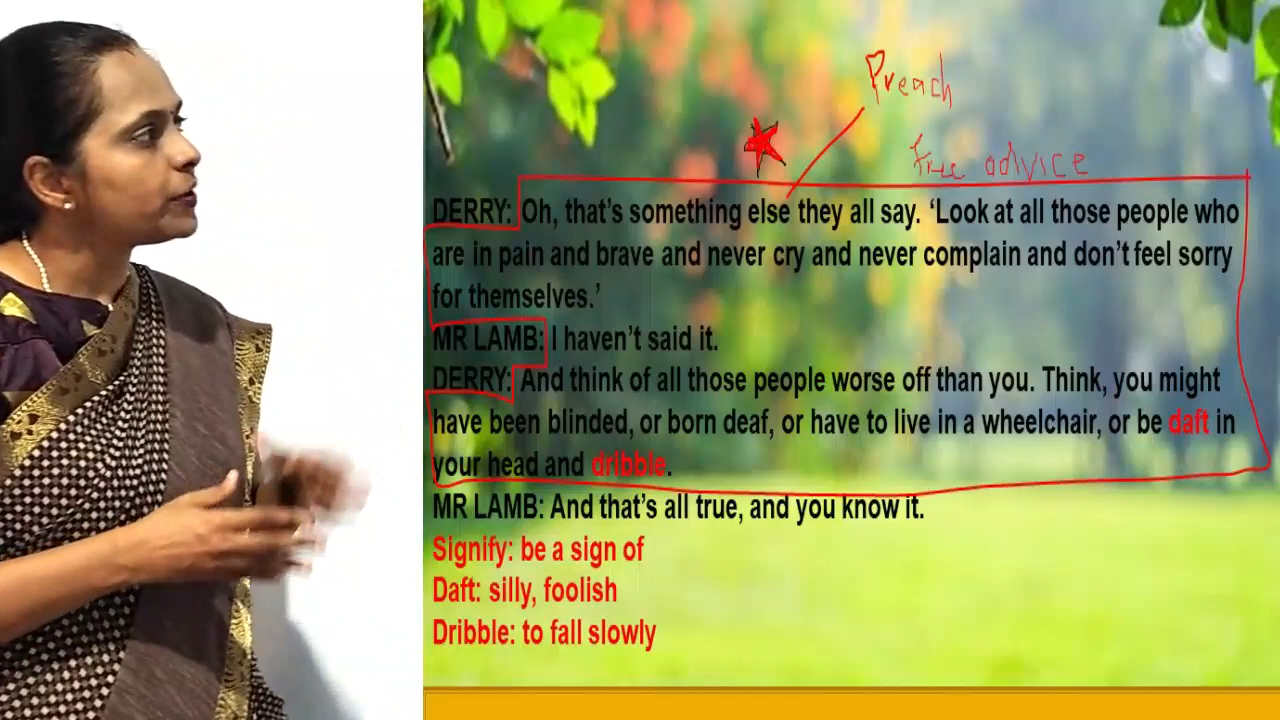 Preach
free advice
DERRY: Oh, that's something else they all say. ‘Look at all those people who
are in pain and brave and never cry and never complain and don't feel sorry
for themselves.’
MR LAMB: I haven't said it.
DERRY: And think of all those people worse off than you. Think, you might
have been blinded, or born deaf, or have to live in a wheelchair, or be daft in
your head and dribble.
MR LAMB: And that's all true, and you know it.
Signify: be a sign of
Daft: silly, foolish
Dribble: to fall slowly